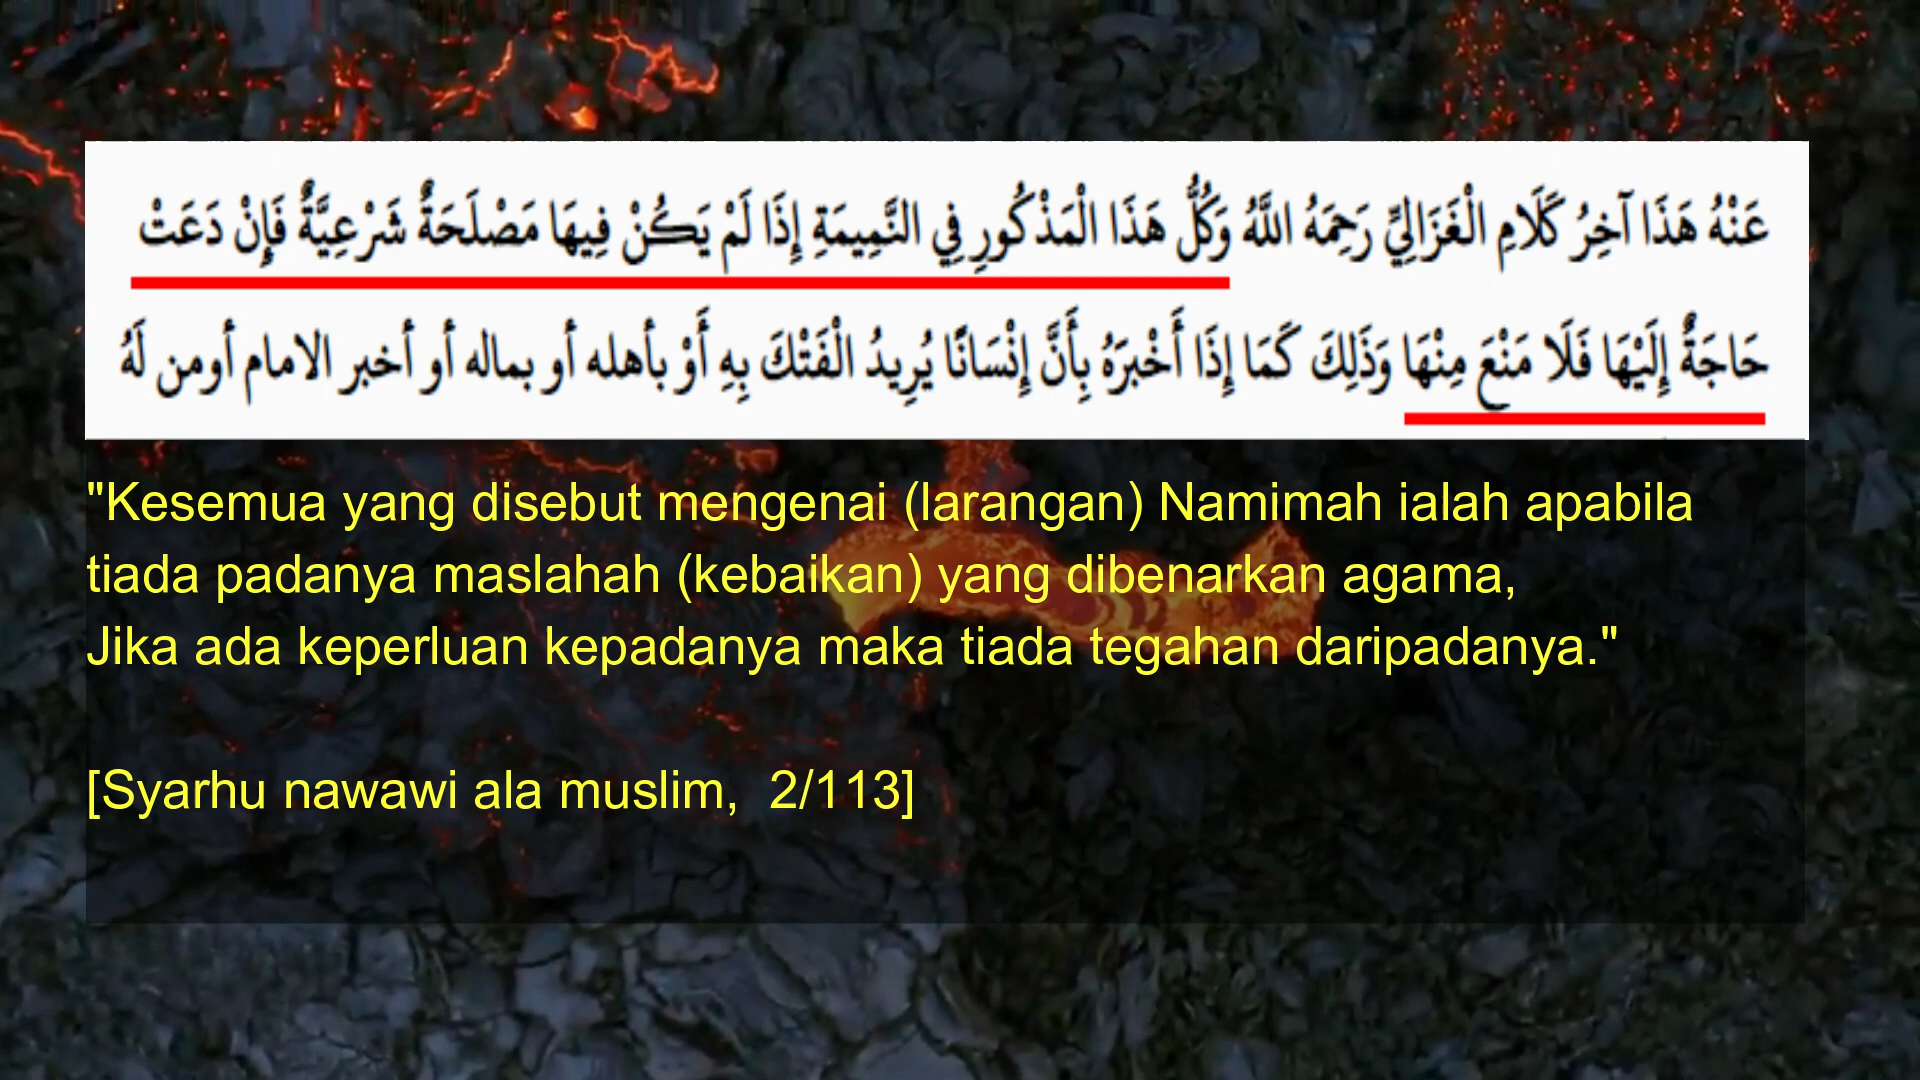 عَنْهُ هَذَا آخِرُ كَلَامِ الْغَزَالِيِّ رَحِمَهُ اللَّهُ وَكُلُّ هَذَا الْمَذْكُورِ فِي النَّمِيمَةِ إِذَا لَمْ يَكُنْ فِيهَا مَصْلَحَةٌ شَرْعِيَّةٌ فَإِنْ دَعَتْ
حَاجَةٌ إِلَيْهَا فَلَا مَنْعَ مِنْهَا وَذَلِكَ كَمَا إِذَا أَخْبَرَهُ بِأَنَّ إِنْسَانًا يُرِيدُ الْفَتْكَ بِهِ أَوْ بأهله أو بماله أو أخبر الامام أومن لَهُ
"Kesemua yang disebut mengenai (larangan) Namimah ialah apabila
tiada padanya maslahah (kebaikan) yang dibenarkan agama,
Jika ada keperluan kepadanya maka tiada tegahan daripadanya."
[Syarhu nawawi ala muslim,  2/113]